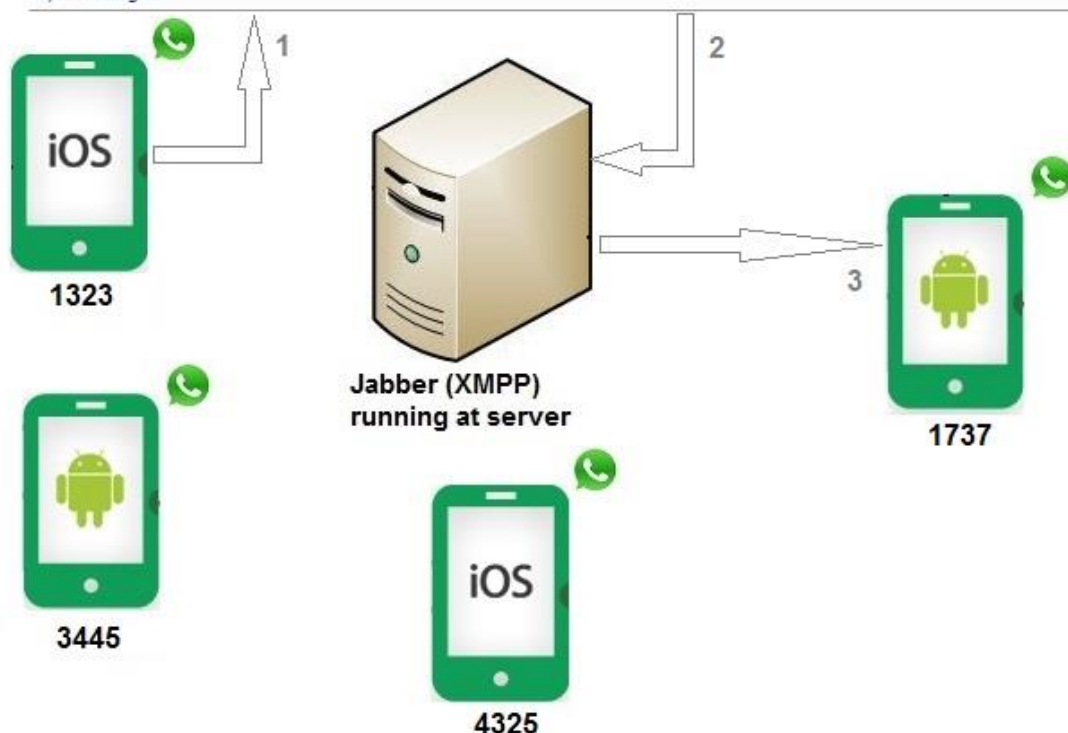 1
2
iOS
1323
3
Jabber (XMPP)
running at server
1737
iOS
3445
4325